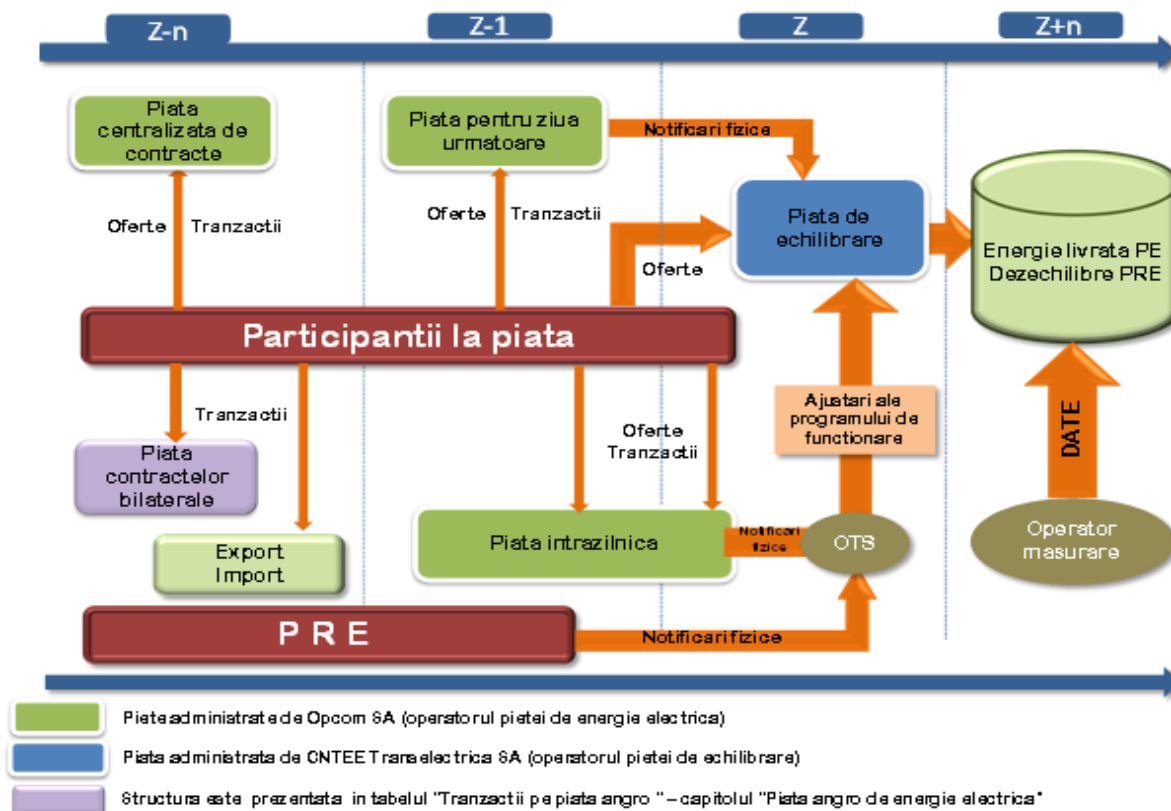 Z-n
Z-1
Z
Z+n
Piata
centralizata de
contracte
Piata pentru ziua
urmatoare
Notificari fizice
Piata de
echilibrare
Energie livrata PE
Dezechilibre PRE
Oferte
Tranzactii
Oferte
Tranzactii
Oferte
Participantii la piata
Tranzactii
Piata
contractelor
bilaterale
Oferte
Tranzactii
Ajustari ale
programului de
functionare
DATE
Export
Import
Piata intrazilnica
Notificari
fizice
OTS
Operator
masurare
P R E
Notificari fizice
Piete administrate de Opcom SA (operatorul pietei de energie electrica)
Piata administrata de CNTEE Transelectrica SA (operatorul pietei de echilibrare)
Structura este prezentata in tabelul "Tranzactii pe piata angro " – capitolul "Piata angro de energie electrica"